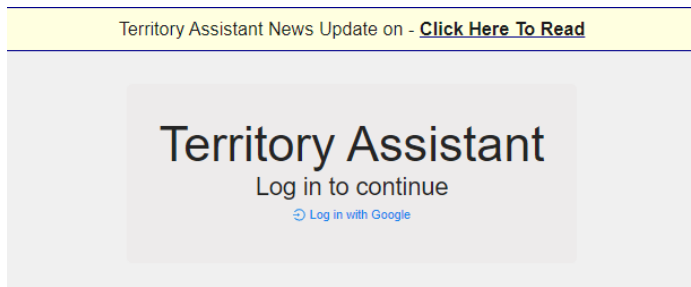 Territory Assistant News Update on - Click Here To Read
Territory Assistant
Log in to continue
Log in with Google